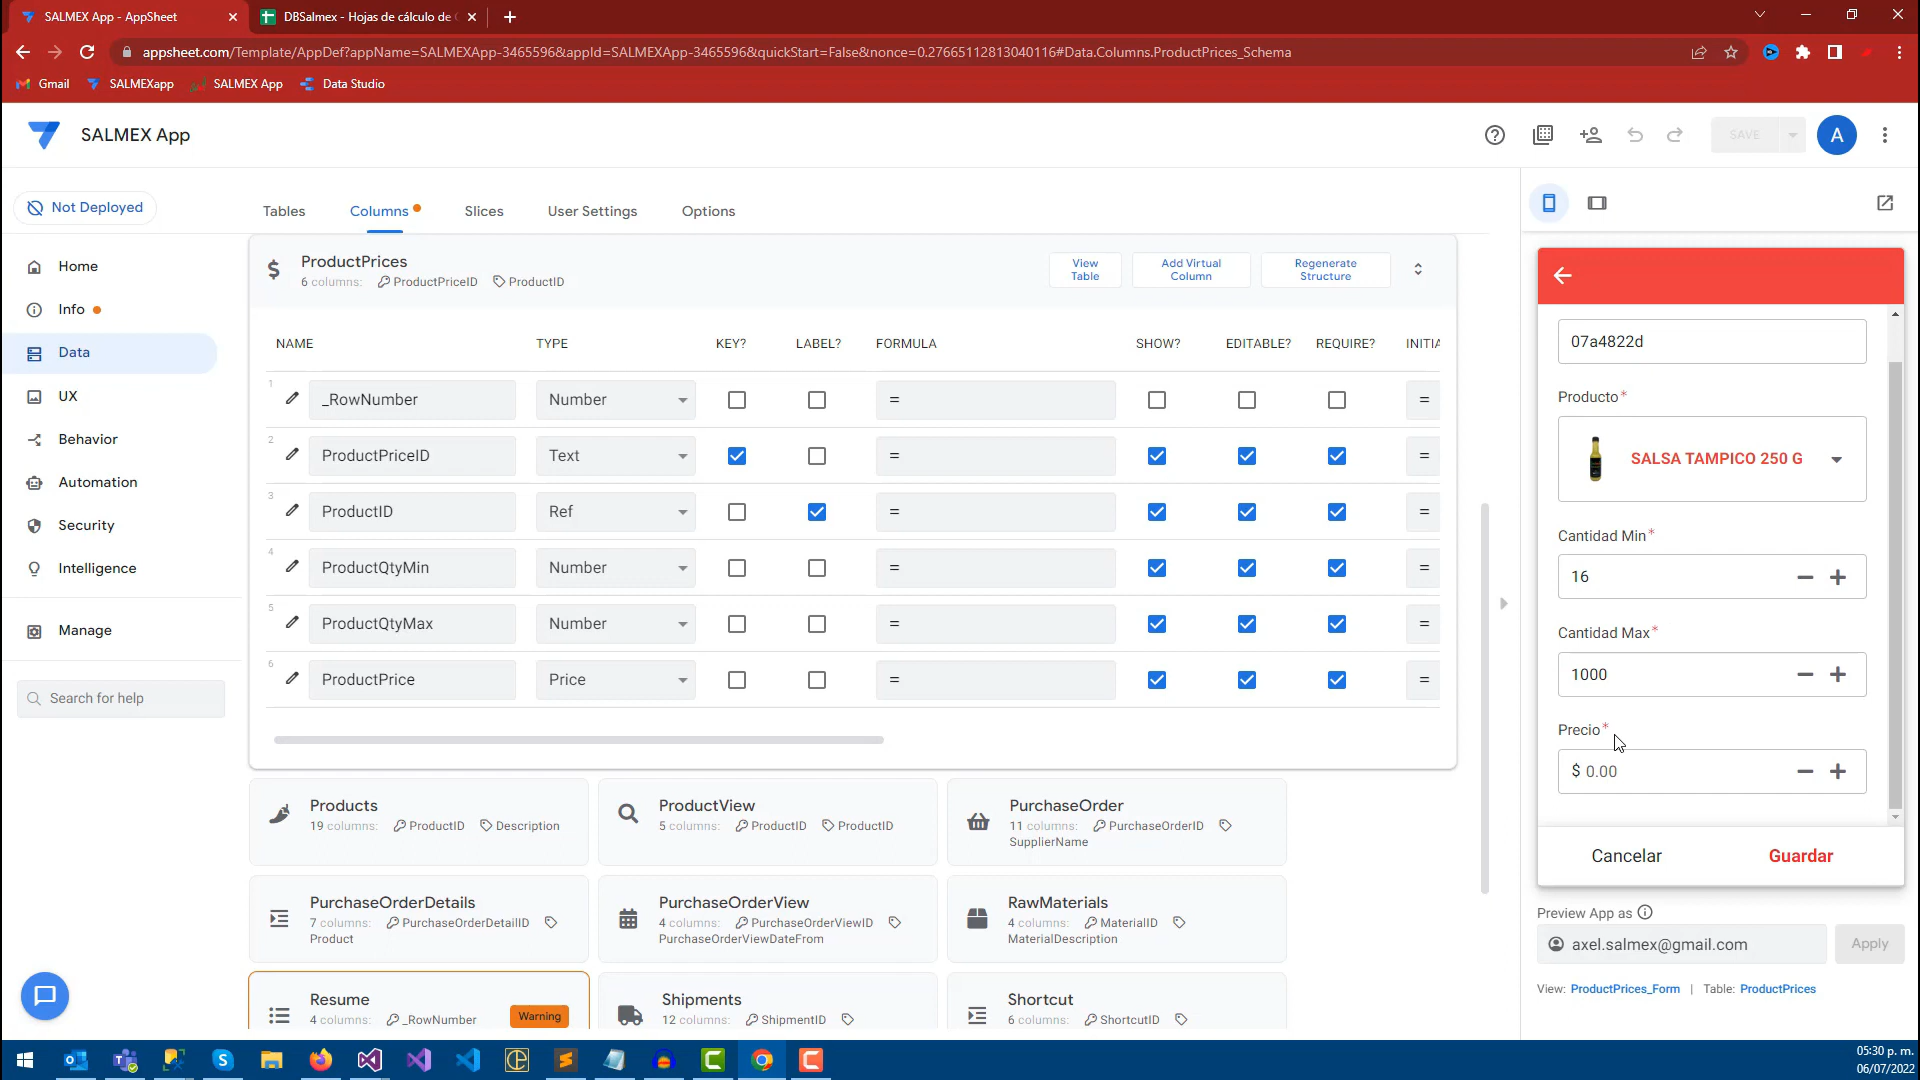 SALMEX App - AppSheet
DBSalmex - Hojas de cálculo de
appsheet.com/Template/AppDef?appName=SALMEXApp-3465596&appId=SALMEXApp-3465596&quickStart=False&nonce=0.27665112813040116#Data.Columns.ProductPrices_Schema
Gmail SALMEXapp SALMEX App Data Studio
SALMEX App
SAVE
A
Not Deployed
Tables Columns Slices User Settings Options
Home
Info
Data
UX
Behavior
Automation
Security
Intelligence
Manage
Search for help
ProductPrices
6 columns: ProductPriceID ProductID
View Table
Add Virtual Column
Regenerate Structure
NAME TYPE KEY? LABEL? FORMULA SHOW? EDITABLE? REQUIRE? INITIA
1 _RowNumber Number = =
2 ProductPriceID Text = =
3 ProductID Ref = =
4 ProductQtyMin Number = =
5 ProductQtyMax Number = =
6 ProductPrice Price = =
Products
19 columns: ProductID Description
ProductView
5 columns: ProductID ProductID
PurchaseOrder
11 columns: PurchaseOrderID
SupplierName
PurchaseOrderDetails
7 columns: PurchaseOrderDetailID
Product
PurchaseOrderView
4 columns: PurchaseOrderViewID
PurchaseOrderViewDateFrom
RawMaterials
4 columns: MaterialID
MaterialDescription
Resume
4 columns: _RowNumber
Warning
Shipments
12 columns: ShipmentID
Shortcut
6 columns: ShortcutID
07a4822d
Producto*
SALSA TAMPICO 250 G
Cantidad Min*
16
Cantidad Max*
1000
Precio*
$ 0.00
Cancelar Guardar
Preview App as
axel.salmex@gmail.com Apply
View: ProductPrices_Form | Table: ProductPrices
05:30 p. m.
06/07/2022